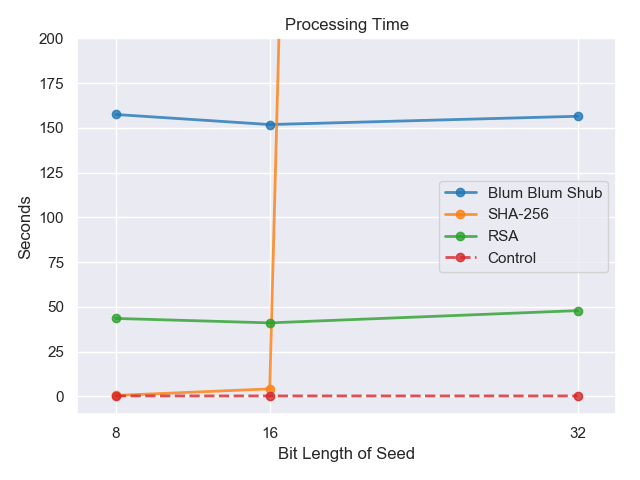 Processing Time
200
175
150
125
100
75
50
25
0
Seconds
Blum Blum Shub
SHA-256
RSA
Control
8
16
32
Bit Length of Seed